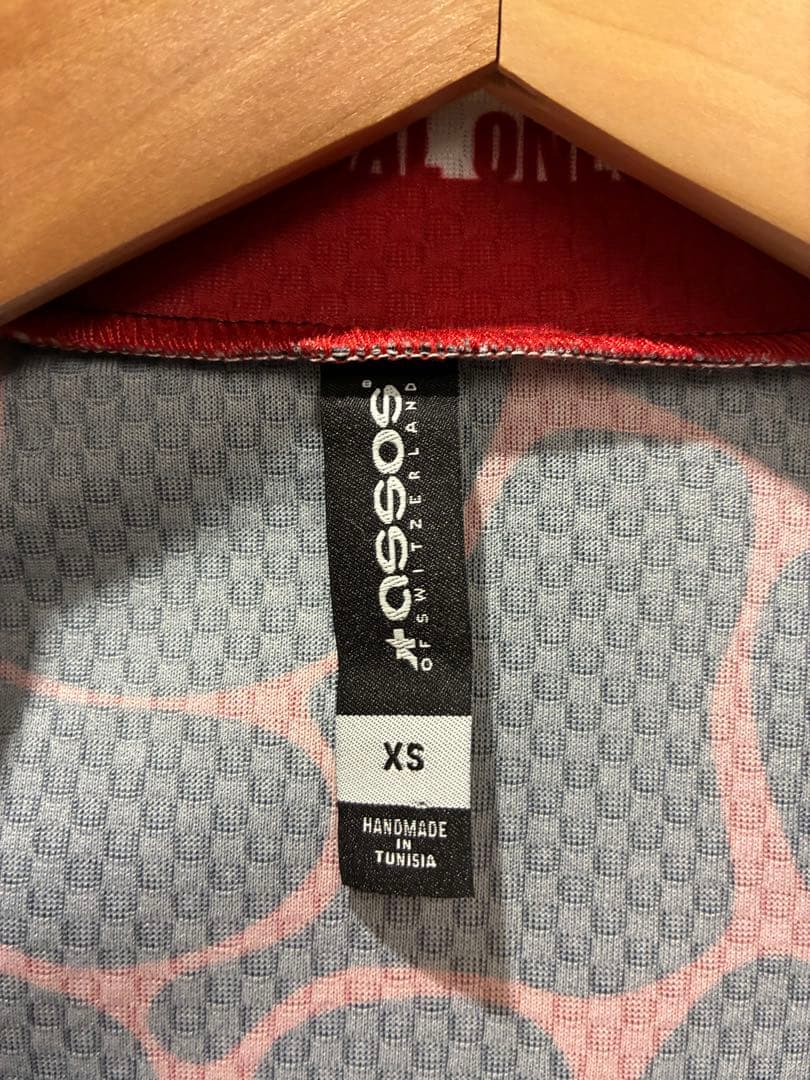 assos®
OF SWITZERLAND
XS
HANDMADE
IN
TUNISIA